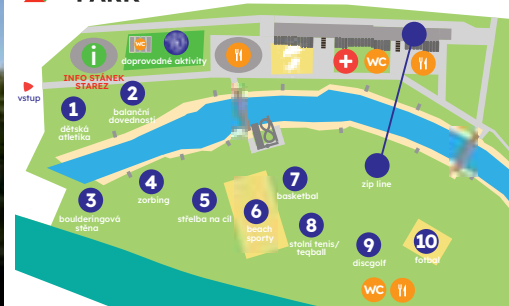 PARK
i
WC
doprovodné aktivity
INFO STÁNEK
STAREZ
vstup
WC
1
dětská
atletika
2
balanční
dovednosti
3
boulderingová
stěna
4
zorbing
5
střelba na cíl
6
beach
sporty
7
basketbal
8
stolní tenis/
teqball
zip line
9
discgolf
10
fotbal
WC